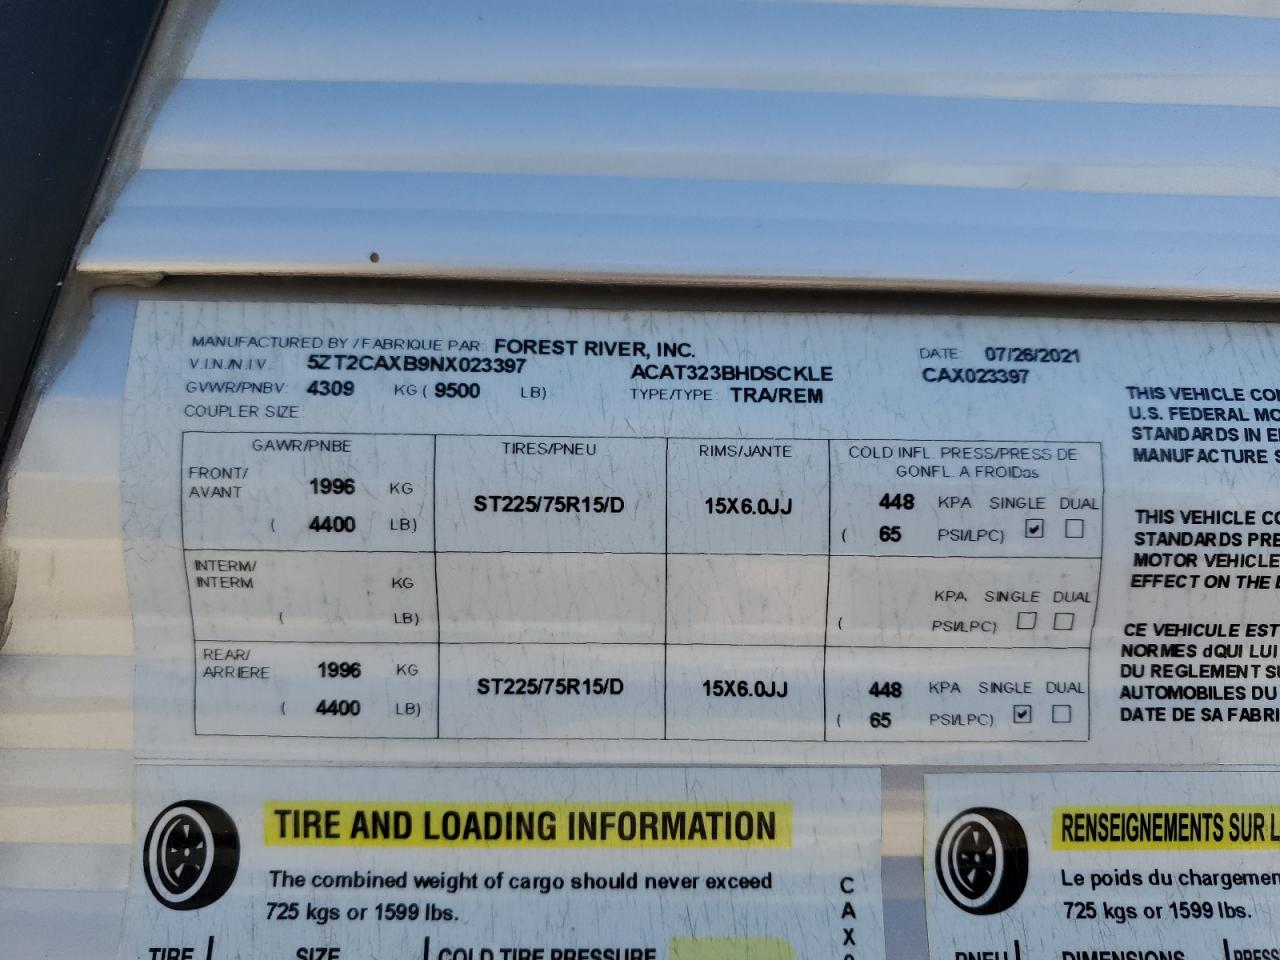 MANUFACTURED BY / FABRIQUE PAR: FOREST RIVER, INC. DATE: 07/26/2021
V.I.N./N.I.V.: 5ZT2CAXB9NX023397 ACAT323BHDSCKLE CAX023397
GVWR/PNBV: 4309 KG ( 9500 LB) TYPE/TYPE: TRA/REM
COUPLER SIZE:
GAWR/PNBE TIRES/PNEU RIMS/JANTE COLD INFL. PRESS/PRESS DE
GONFL. A FROIDas
FRONT/
AVANT 1996 KG ST225/75R15/D 15X6.0JJ 448 KPA SINGLE DUAL
( 4400 LB) ( 65 PSI/LPC)
INTERM/
INTERM KG KPA SINGLE DUAL
( LB) ( PSI/LPC)
REAR/
ARRIERE 1996 KG ST225/75R15/D 15X6.0JJ 448 KPA SINGLE DUAL
( 4400 LB) ( 65 PSI/LPC)
THIS VEHICLE
U.S. FEDERAL
STANDARDS IN
MANUFACTURE
THIS VEHICLE
STANDARDS
MOTOR VEHICLE
EFFECT ON THE
CE VEHICULE EST
NORMES dQUI LUI
DU REGLEMENT
AUTOMOBILES DU
DATE DE SA
TIRE AND LOADING INFORMATION
The combined weight of cargo should never exceed
725 kgs or 1599 lbs.
TIRE SIZE COLD TIRE PRESSURE
C
A
X
RENSEIGNEMENTS SUR
Le poids du
725 kgs or 1599 lbs.
PNEU DIMENSIONS